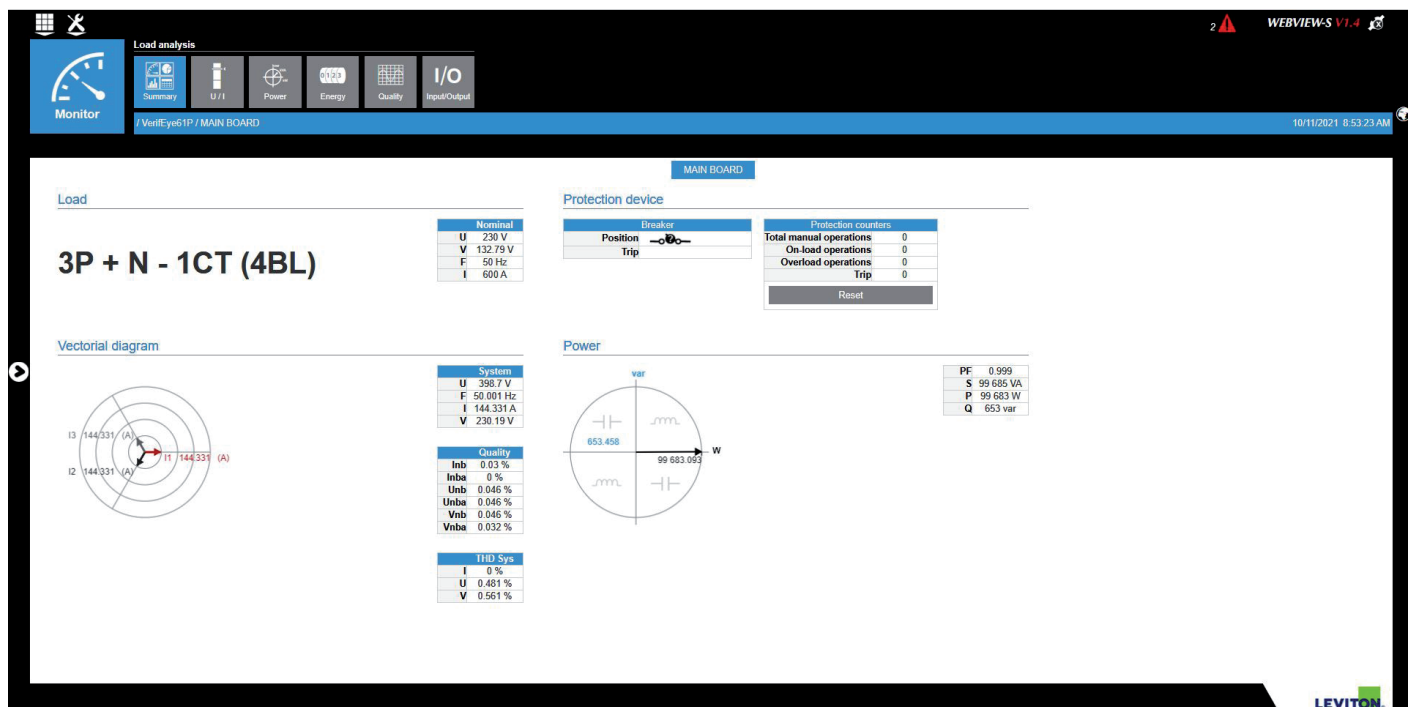 2
WEBVIEW-S V1.4
Load analysis
Summary
U / I
Power
Energy
Quality
I/O
Input/Output
Monitor
/ VerifEye61P / MAIN BOARD
10/11/2021 8:53:23 AM
MAIN BOARD
Load
3P + N - 1CT (4BL)
Nominal
U 230 V
V 132.79 V
F 50 Hz
I 600 A
Protection device
Breaker
Position ?
Trip
Protection counters
Total manual operations 0
On-load operations 0
Overload operations 0
Trip 0
Reset
Vectorial diagram
I3 144.331 (A)
I2 144.331 (A)
I1 144.331 (A)
System
U 398.7 V
F 50.001 Hz
I 144.331 A
V 230.19 V
Quality
Inb 0.03 %
Inba 0 %
Unb 0.046 %
Unba 0.046 %
Vnb 0.046 %
Vnba 0.032 %
THD Sys
I 0 %
U 0.481 %
V 0.561 %
Power
var
653.458
W
99 683.093
PF 0.999
S 99 685 VA
P 99 683 W
Q 653 var
LEVITON